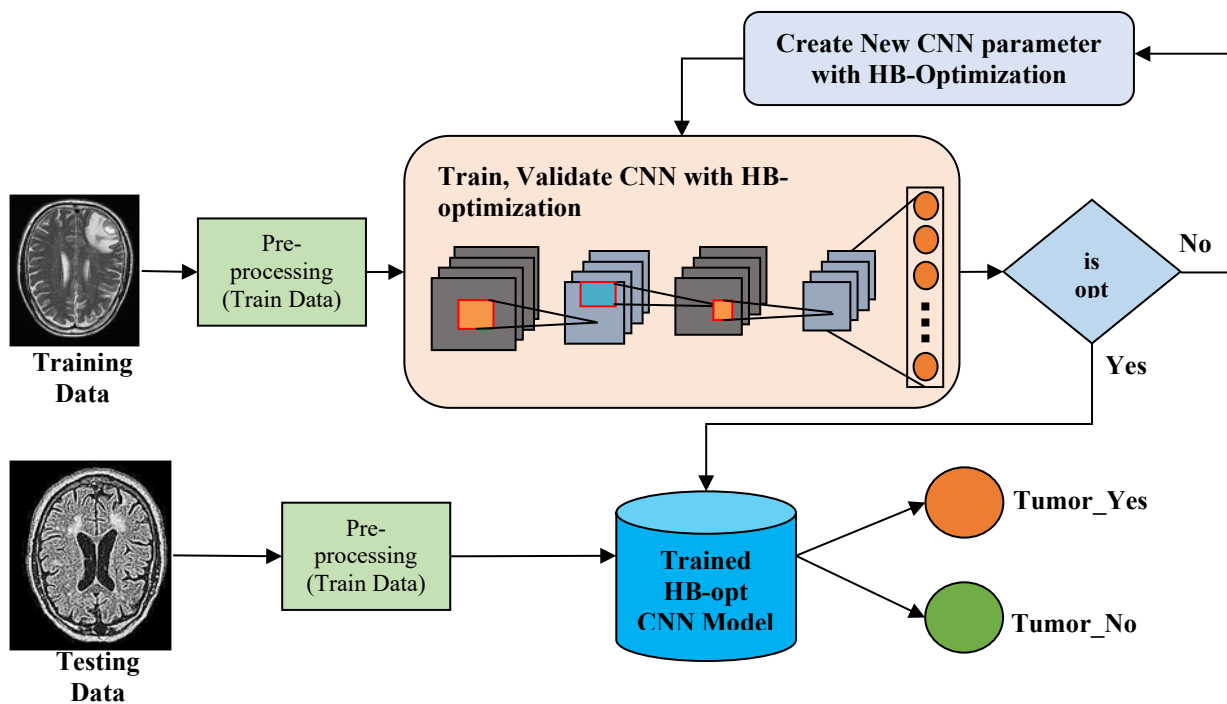 Create New CNN parameter
with HB-Optimization
Train, Validate CNN with HB-
optimization
Pre-
processing
(Train Data)
Training
Data
is
opt
No
Yes
Pre-
processing
(Train Data)
Testing
Data
Trained
HB-opt
CNN Model
Tumor_Yes
Tumor_No